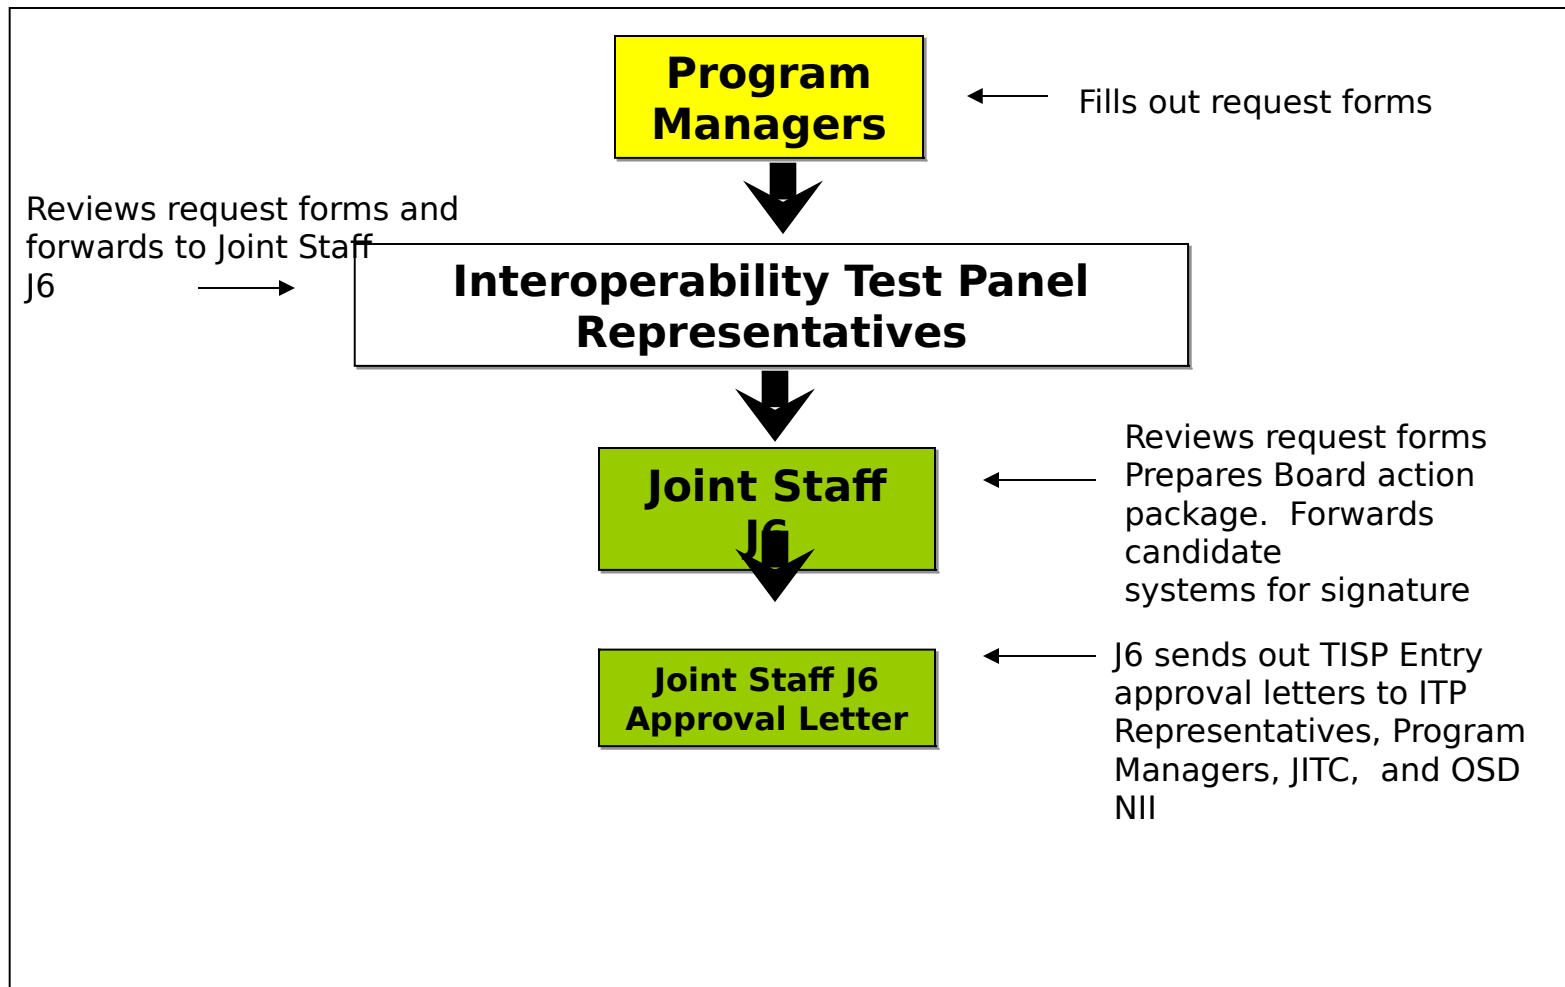 Program
Managers
Fills out request forms
Reviews request forms and
forwards to Joint Staff
J6
Interoperability Test Panel
Representatives
Joint Staff
J6
Reviews request forms
Prepares Board action
package.  Forwards
candidate
systems for signature
Joint Staff J6
Approval Letter
J6 sends out TISP Entry
approval letters to ITP
Representatives, Program
Managers, JITC,  and OSD
NII